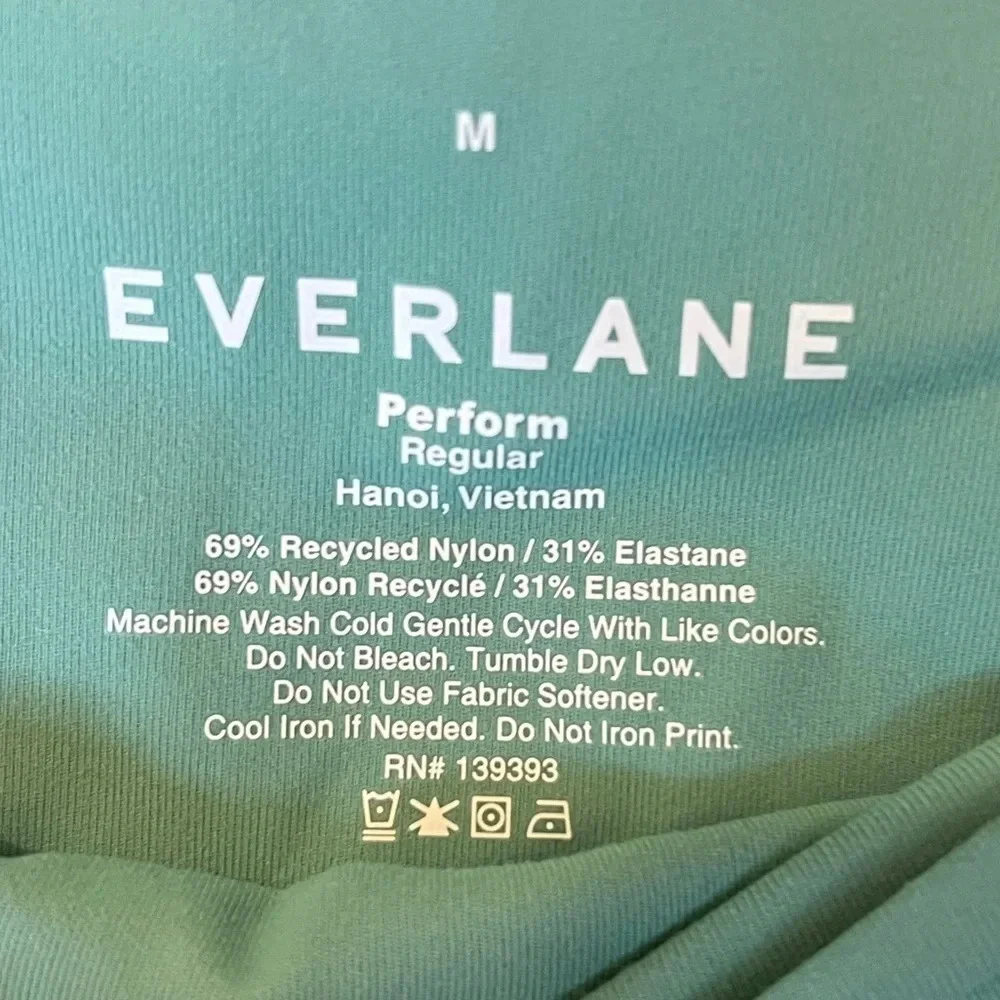 M
EVERLANE
Perform
Regular
Hanoi, Vietnam
69% Recycled Nylon / 31% Elastane
69% Nylon Recyclé / 31% Elasthanne
Machine Wash Cold Gentle Cycle With Like Colors.
Do Not Bleach. Tumble Dry Low.
Do Not Use Fabric Softener.
Cool Iron If Needed. Do Not Iron Print.
RN# 139393